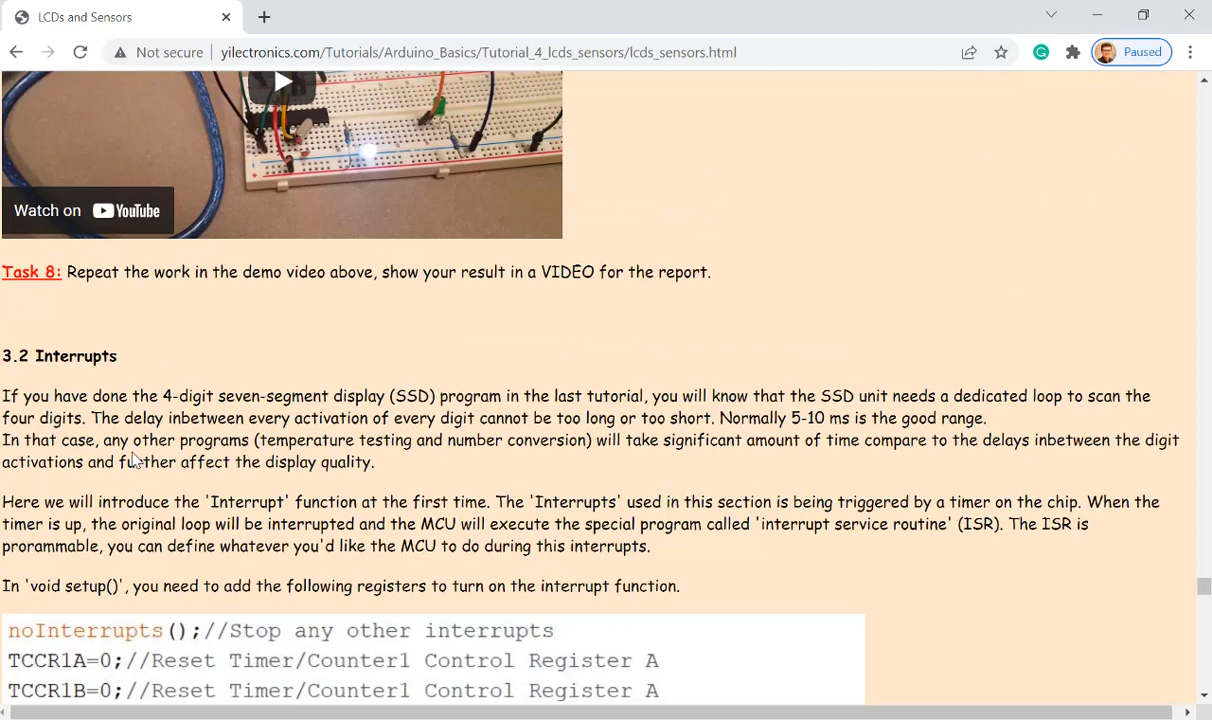 LCDs and Sensors
Not secure
yilectronics.com/Tutorials/Arduino_Basics/Tutorial_4_lcds_sensors/lcds_sensors.html
Paused
Watch on YouTube
Task 8: Repeat the work in the demo video above, show your result in a VIDEO for the report.
3.2 Interrupts
If you have done the 4-digit seven-segment display (SSD) program in the last tutorial, you will know that the SSD unit needs a dedicated loop to scan the
four digits. The delay inbetween every activation of every digit cannot be too long or too short. Normally 5-10 ms is the good range.
In that case, any other programs (temperature testing and number conversion) will take significant amount of time compare to the delays inbetween the digit
activations and further affect the display quality.
Here we will introduce the 'Interrupt' function at the first time. The 'Interrupts' used in this section is being triggered by a timer on the chip. When the
timer is up, the original loop will be interrupted and the MCU will execute the special program called 'interrupt service routine' (ISR). The ISR is
prorammable, you can define whatever you'd like the MCU to do during this interrupts.
In 'void setup()', you need to add the following registers to turn on the interrupt function.
noInterrupts();//Stop any other interrupts
TCCR1A=0;//Reset Timer/Counter1 Control Register A
TCCR1B=0;//Reset Timer/Counter1 Control Register A